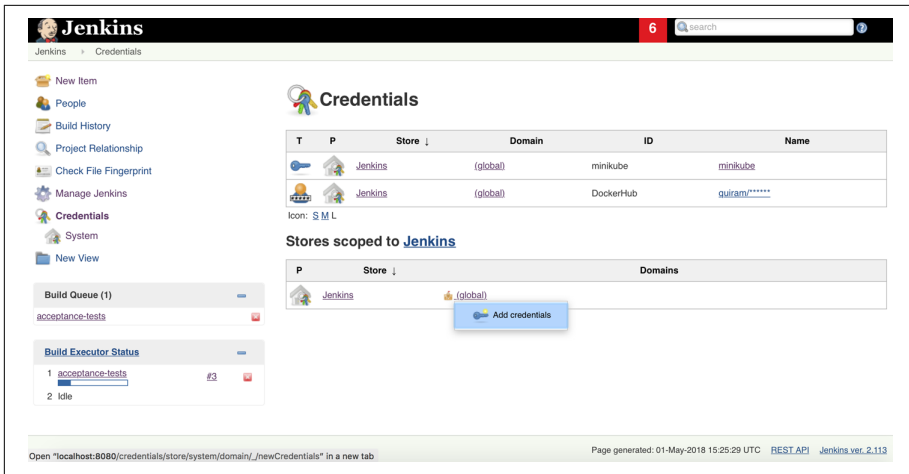 Jenkins
6
search
Jenkins
Credentials
New Item
People
Build History
Project Relationship
Check File Fingerprint
Manage Jenkins
Credentials
System
New View
Build Queue (1)
acceptance-tests
Build Executor Status
1 acceptance-tests #3
2 Idle
Credentials
T P Store ↓ Domain ID Name
Jenkins (global) minikube minikube
Jenkins (global) DockerHub quiram/******
Icon: S M L
Stores scoped to Jenkins
P Store ↓ Domains
Jenkins (global)
Add credentials
Open "localhost:8080/credentials/store/system/domain/_/newCredentials" in a new tab
Page generated: 01-May-2018 15:25:29 UTC REST API Jenkins ver. 2.113